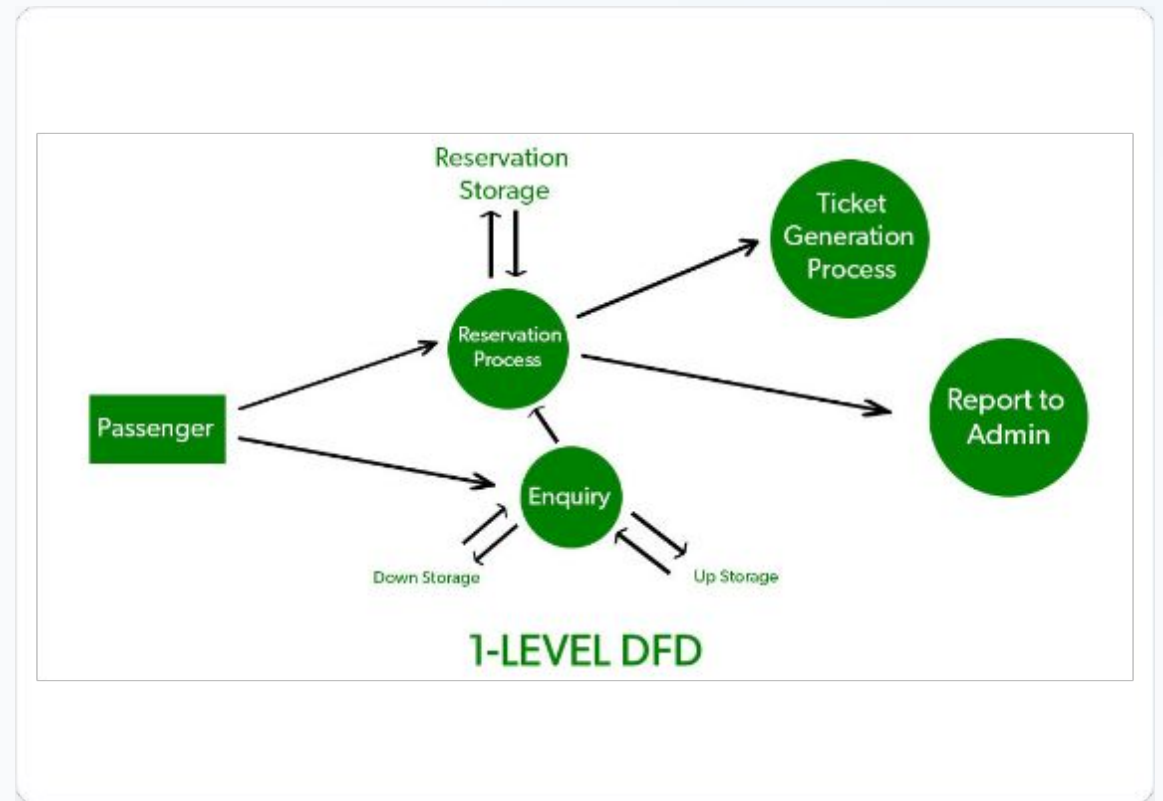 Reservation
Storage
Ticket
Generation
Process
Reservation
Process
Report to
Admin
Passenger
Enquiry
Down Storage
Up Storage
1-LEVEL DFD